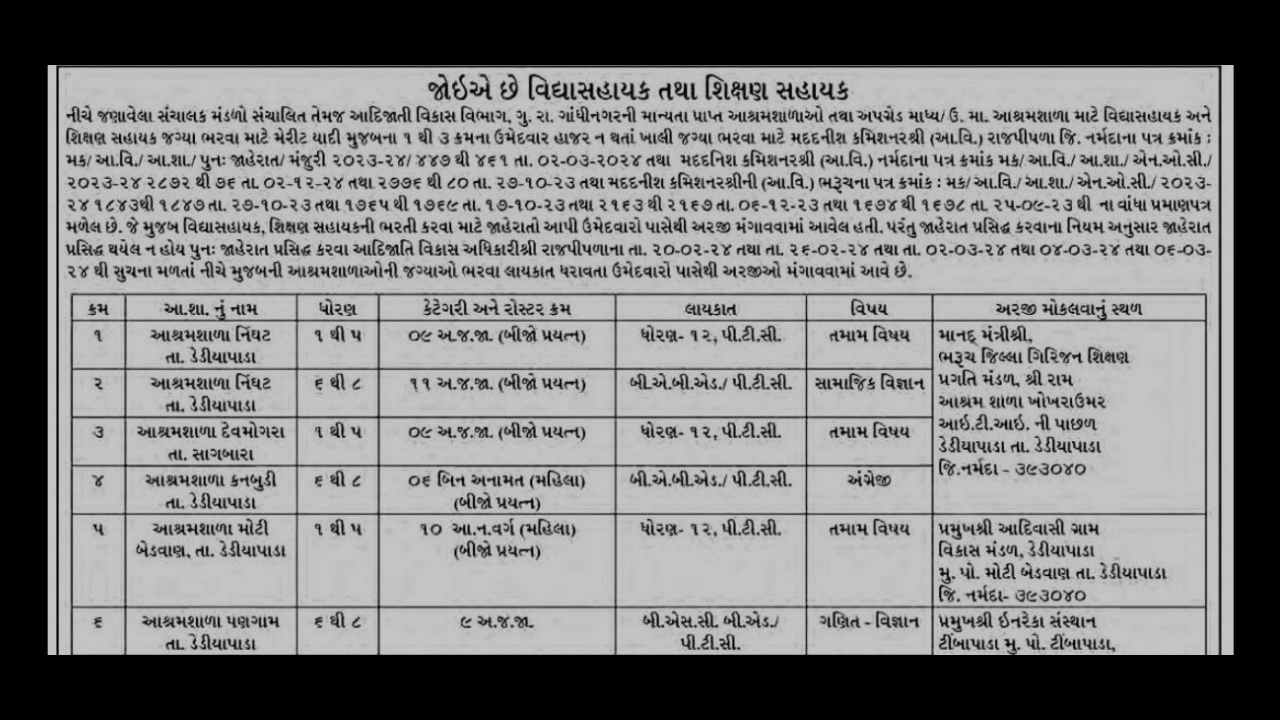 જોઇએ છે વિદ્યાસહાયક તથા શિક્ષણ સહાયક
નીચે જણાવેલા સંચાલક મંડળો સંચાલિત તેમજ આદિજાતી વિકાસ વિભાગ, ગુ. રા. ગાંધીનગરની માન્યતા પ્રાપ્ત આશ્રમશાળાઓ તથા અપગ્રેડ માધ્ય/ ઉ. મા. આશ્રમશાળા માટે વિદ્યાસહાયક અને
શિક્ષણ સહાયક જગ્યા ભરવા માટે મેરીટ યાદી મુજબના ૧ થી ૩ ક્રમના ઉમેદવાર હાજર ન થતાં ખાલી જગ્યા ભરવા માટે મદદનીશ કમિશનરશ્રી (આ.વિ.) રાજપીપળા જિ. નર્મદાના પત્ર ક્રમાંક :
મક/ આ.વિ./ આ.શા./ પુનઃ જાહેરાત/ મંજુરી ૨૦૨૩-૨૪/ ૪૪૭ થી ૪૬૧ તા. ૦૨-૦૩-૨૦૨૪ તથા મદદનિશ કમિશનરશ્રી (આ.વિ.) નર્મદાના પત્ર ક્રમાંક મક/ આ.વિ./ આ.શા./ એન.ઓ.સી./
૨૦૨૩-૨૪ ૨૮૭૨ થી ૭૬ તા. ૦૨-૧૨-૨૪ તથા ૨૭૭૬ થી ૮૦ તા. ૨૭-૧૦-૨૩ તથા મદદનીશ કમિશનરશ્રીની (આ.વિ.) ભરૂચના પત્ર ક્રમાંક : મક/ આ.વિ./ આ.શા./ એન.ઓ.સી./ ૨૦૨૩-
૨૪ ૧૮૪૩થી ૧૮૪૭ તા. ૨૭-૧૦-૨૩ તથા ૧૭૬૫ થી ૧૭૬૯ તા. ૧૭-૧૦-૨૩ તથા ૨૧૬૩ થી ૨૧૬૭ તા. ૦૬-૧૨-૨૩ તથા ૧૬૭૪ થી ૧૬૭૮ તા. ૨૫-૦૯-૨૩ થી ના વાંધા પ્રમાણપત્ર
મળેલ છે. જે મુજબ વિદ્યાસહાયક, શિક્ષણ સહાયકની ભરતી કરવા માટે જાહેરાતો આપી ઉમેદવારો પાસેથી અરજી મંગાવવામાં આવેલ હતી. પરંતુ જાહેરાત પ્રસિદ્ધ કરવાના નિયમ અનુસાર જાહેરાત
પ્રસિદ્ધ થયેલ ન હોય પુનઃ જાહેરાત પ્રસિદ્ધ કરવા આદિજાતિ વિકાસ અધિકારીશ્રી રાજપીપળાના તા. ૨૦-૦૨-૨૪ તથા તા. ૨૬-૦૨-૨૪ તથા તા. ૦૨-૦૩-૨૪ તથા ૦૪-૦૩-૨૪ તથા ૦૬-૦૩-
૨૪ થી સુચના મળતાં નીચે મુજબની આશ્રમશાળાઓની જગ્યાઓ ભરવા લાયકાત ધરાવતા ઉમેદવારો પાસેથી અરજીઓ મંગાવવામાં આવે છે.
ક્રમ આ.શા. નું નામ ધોરણ કેટેગરી અને રોસ્ટર ક્રમ લાયકાત વિષય અરજી મોકલવાનું સ્થળ
૧ આશ્રમશાળા નિંઘટ ૧ થી ૫ ૦૯ અ.જ.જા. (બીજો પ્રયત્ન) ધોરણ- ૧૨, પી.ટી.સી. તમામ વિષય માનદ્ મંત્રીશ્રી,
તા. ડેડીયાપાડા ભરૂચ જિલ્લા ગિરિજન શિક્ષણ
૨ આશ્રમશાળા નિંઘટ ૬ થી ૮ ૧૧ અ.જ.જા. (બીજો પ્રયત્ન) બી.એ.બી.એડ./ પી.ટી.સી. સામાજિક વિજ્ઞાન પ્રગતિ મંડળ, શ્રી રામ
તા. ડેડીયાપાડા આશ્રમ શાળા ખોખરાઉમર
૩ આશ્રમશાળા દેવમોગરા ૧ થી ૫ ૦૯ અ.જ.જા. (બીજો પ્રયત્ન) ધોરણ- ૧૨, પી.ટી.સી. તમામ વિષય આઇ.ટી.આઇ. ની પાછળ
તા. સાગબારા ડેડીયાપાડા તા. ડેડીયાપાડા
જિ.નર્મદા - ૩૯૩૦૪૦
૪ આશ્રમશાળા કનબુડી ૬ થી ૮ ૦૬ બિન અનામત (મહિલા) બી.એ.બી.એડ./ પી.ટી.સી. અંગ્રેજી
તા. ડેડીયાપાડા (બીજો પ્રયત્ન)
૫ આશ્રમશાળા મોટી ૧ થી ૫ ૧૦ આ.ન.વર્ગ (મહિલા) ધોરણ- ૧૨, પી.ટી.સી. તમામ વિષય પ્રમુખશ્રી આદિવાસી ગ્રામ
બેડવાણ, તા. ડેડીયાપાડા (બીજો પ્રયત્ન) વિકાસ મંડળ, ડેડીયાપાડા
મુ. પો. મોટી બેડવાણ તા. ડેડીયાપાડા
જિ. નર્મદા- ૩૯૩૦૪૦
૬ આશ્રમશાળા પણગામ ૬ થી ૮ ૯ અ.જ.જા. બી.એસ.સી. બી.એડ./ ગણિત - વિજ્ઞાન પ્રમુખશ્રી ઇનરેકા સંસ્થાન
તા. ડેડીયાપાડા પી.ટી.સી. ટીંબાપાડા મુ. પો. ટીંબાપાડા,